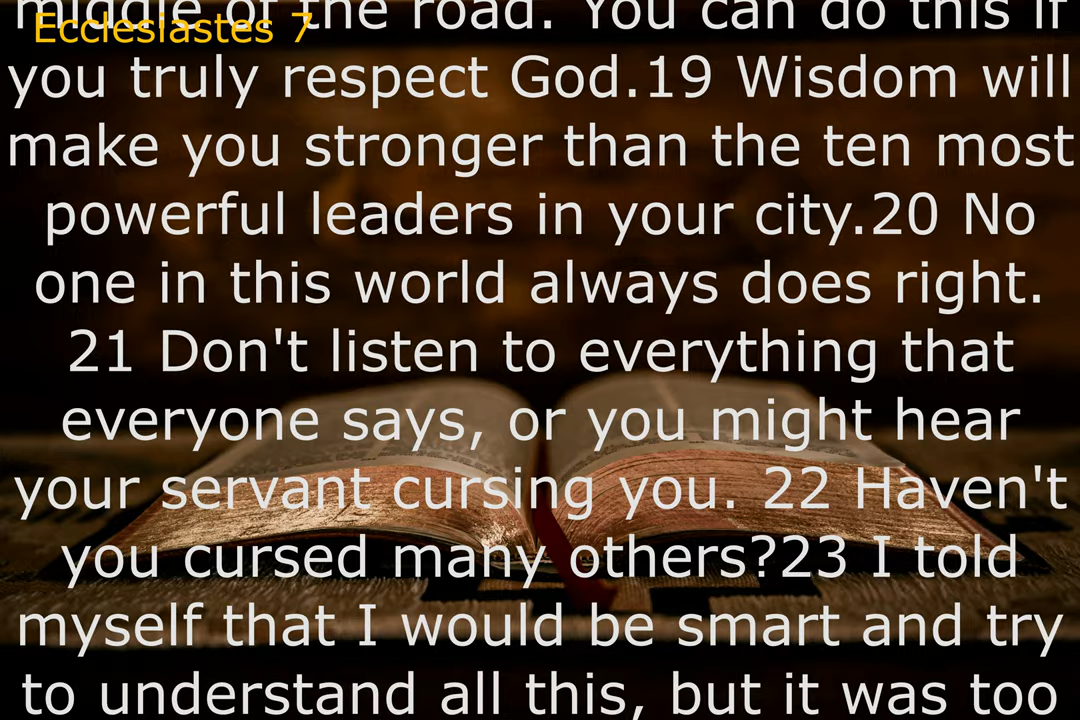 middle of the road. You can do this if
Ecclesiastes 7
you truly respect God.19 Wisdom will
make you stronger than the ten most
powerful leaders in your city.20 No
one in this world always does right.
21 Don't listen to everything that
everyone says, or you might hear
your servant cursing you. 22 Haven't
you cursed many others?23 I told
myself that I would be smart and try
to understand all this, but it was too